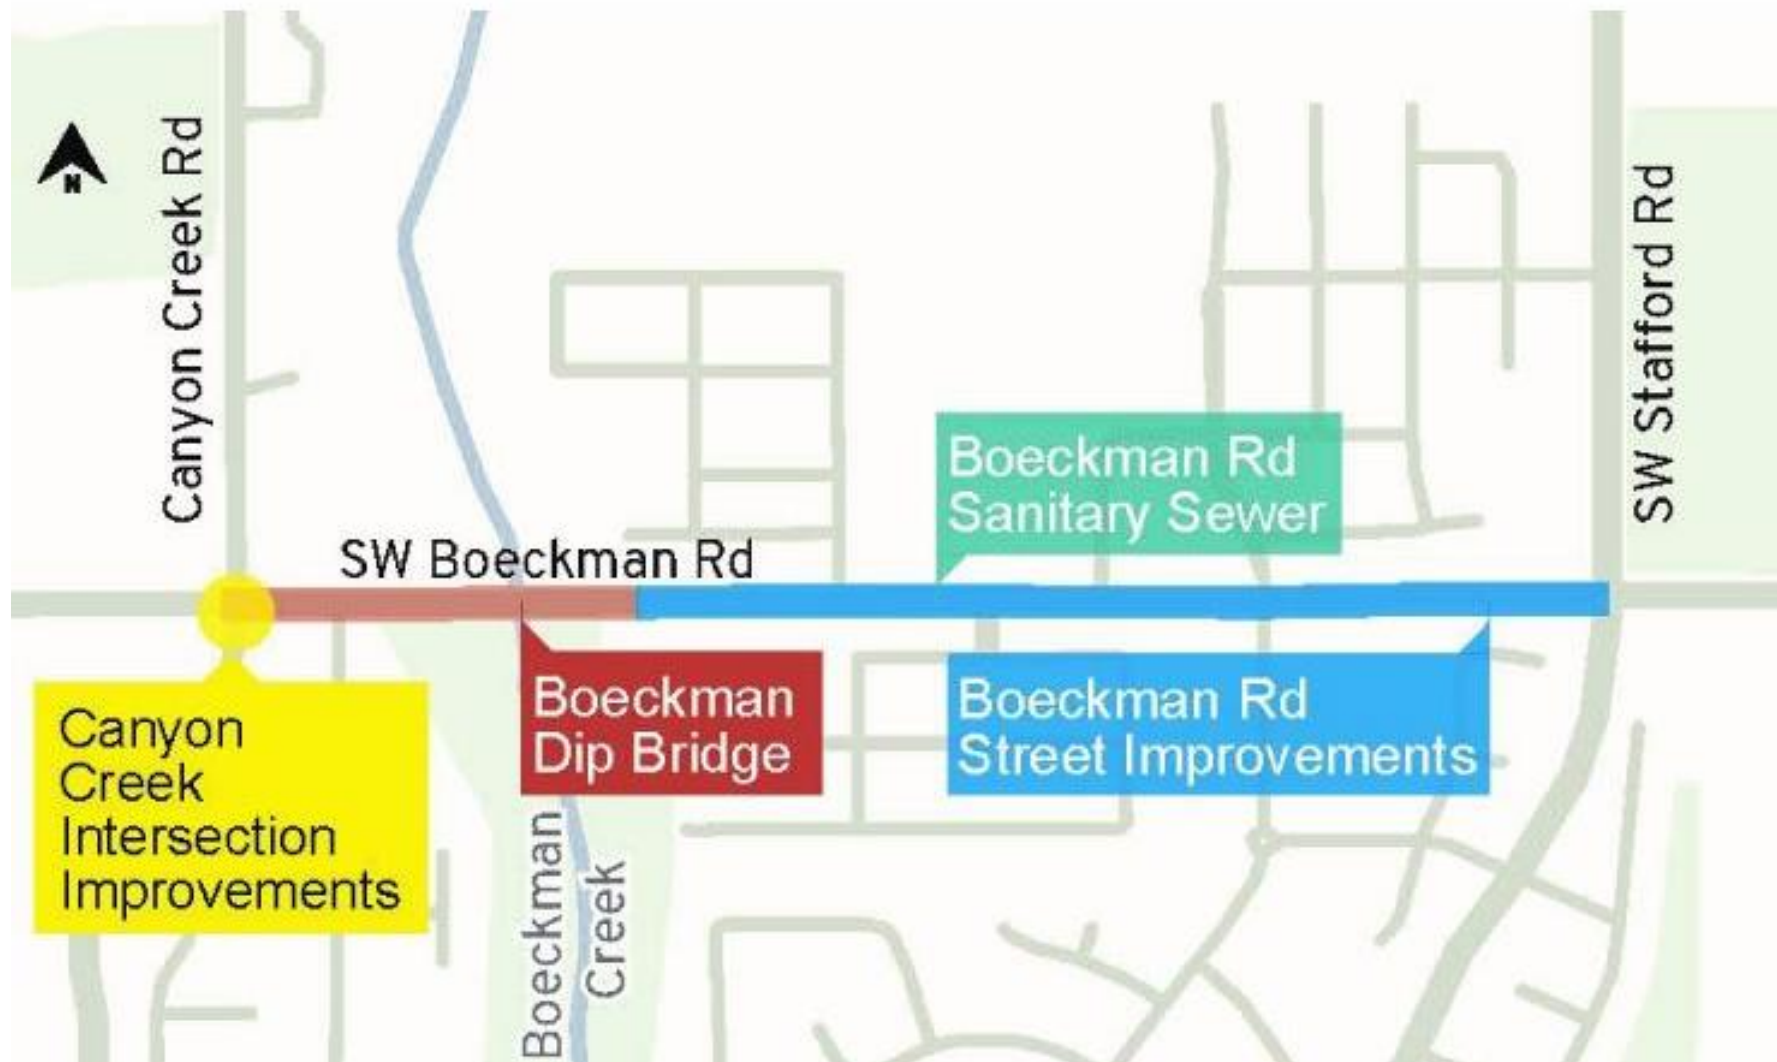 N
Canyon Creek Rd
SW Stafford Rd
Boeckman Rd
Sanitary Sewer
SW Boeckman Rd
Canyon
Creek
Intersection
Improvements
Boeckman
Dip Bridge
Boeckman Rd
Street Improvements
Boeckman
Creek